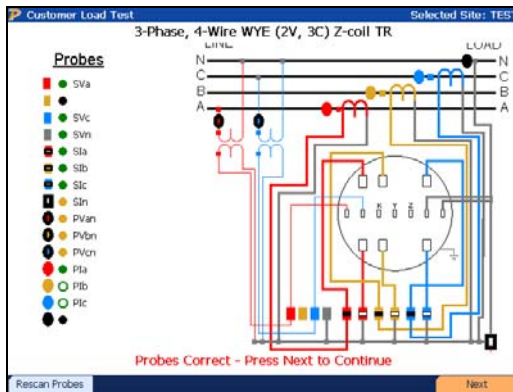 Customer Load Test
Selected Site: TEST
3-Phase, 4-Wire WYE (2V, 3C) Z-coil TR
LINE
LOAD
N
N
C
C
B
B
A
A
Probes
SVa
SVc
SVn
SIa
SIb
SIc
SIn
PVan
PVbn
PVcn
PIa
PIb
PIc
Probes Correct - Press Next to Continue
Rescan Probes
Next